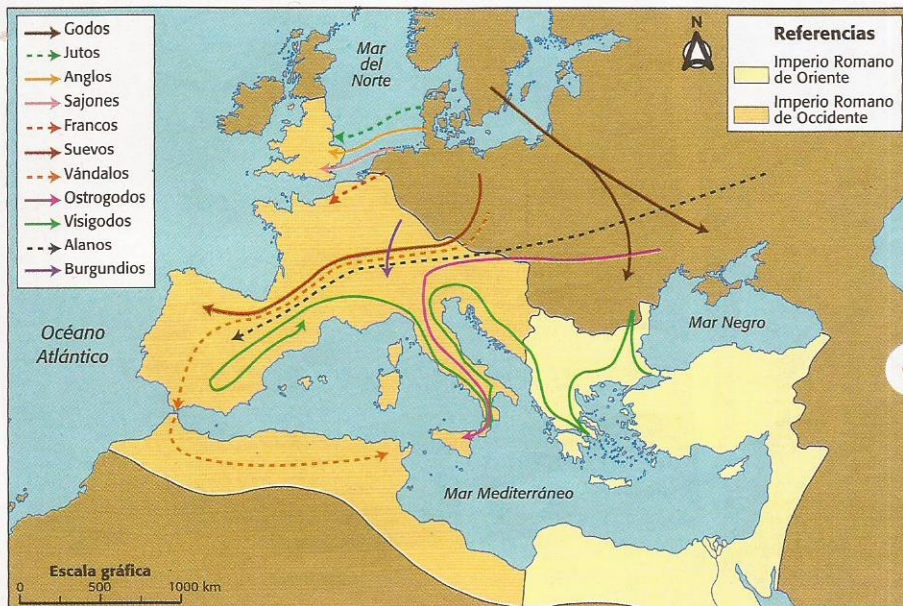 Godos
Jutos
Anglos
Sajones
Francos
Suevos
Vándalos
Ostrogodos
Visigodos
Alanos
Burgundios
Mar
del
Norte
N
Referencias
Imperio Romano
de Oriente
Imperio Romano
de Occidente
Océano
Atlántico
Mar Negro
Mar Mediterráneo
Escala gráfica
0 500 1000 km